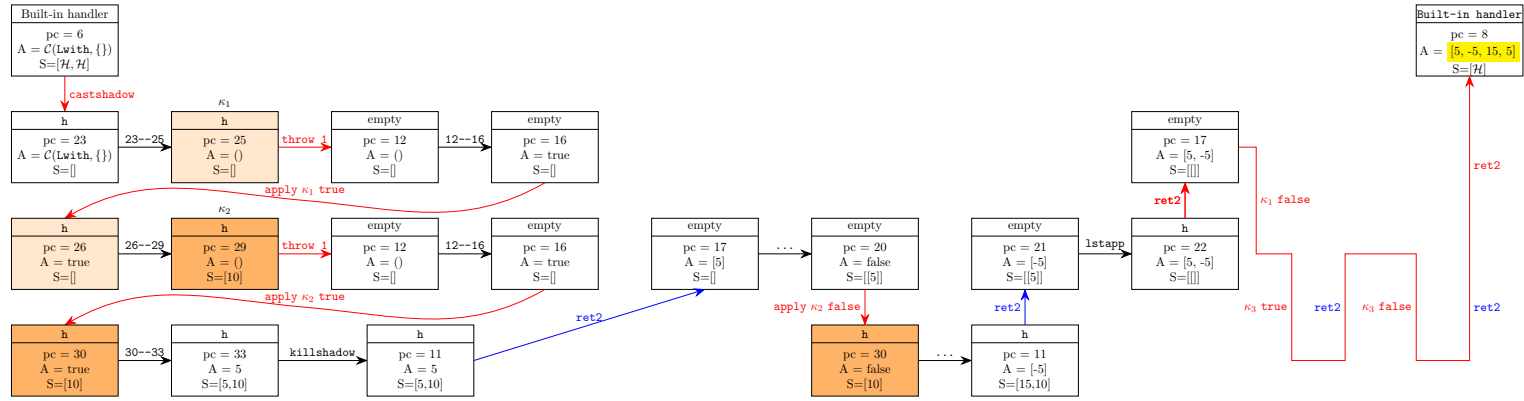 Built-in handler
pc = 6
A = 𝒞(Lwith, {})
S=[ℋ, ℋ]
castshadow
h
pc = 23
A = 𝒞(Lwith, {})
S=[]
23--25
κ₁
h
pc = 25
A = ()
S=[]
throw 1
empty
pc = 12
A = ()
S=[]
12--16
empty
pc = 16
A = true
S=[]
apply κ₁ true
h
pc = 26
A = true
S=[]
26--29
κ₂
h
pc = 29
A = ()
S=[10]
throw 1
empty
pc = 12
A = ()
S=[]
12--16
empty
pc = 16
A = true
S=[]
apply κ₂ true
h
pc = 30
A = true
S=[10]
30--33
h
pc = 33
A = 5
S=[5,10]
killshadow
h
pc = 11
A = 5
S=[5,10]
ret2
empty
pc = 17
A = [5]
S=[]
...
empty
pc = 20
A = false
S=[[5]]
apply κ₂ false
h
pc = 30
A = false
S=[10]
...
h
pc = 11
A = [-5]
S=[15,10]
ret2
empty
pc = 21
A = [-5]
S=[[5]]
lstapp
h
pc = 22
A = [5, -5]
S=[[]]
ret2
empty
pc = 17
A = [5, -5]
S=[[]]
κ₁ false
κ₃ true
ret2
κ₃ false
ret2
ret2
Built-in handler
pc = 8
A = [5, -5, 15, 5]
S=[ℋ]